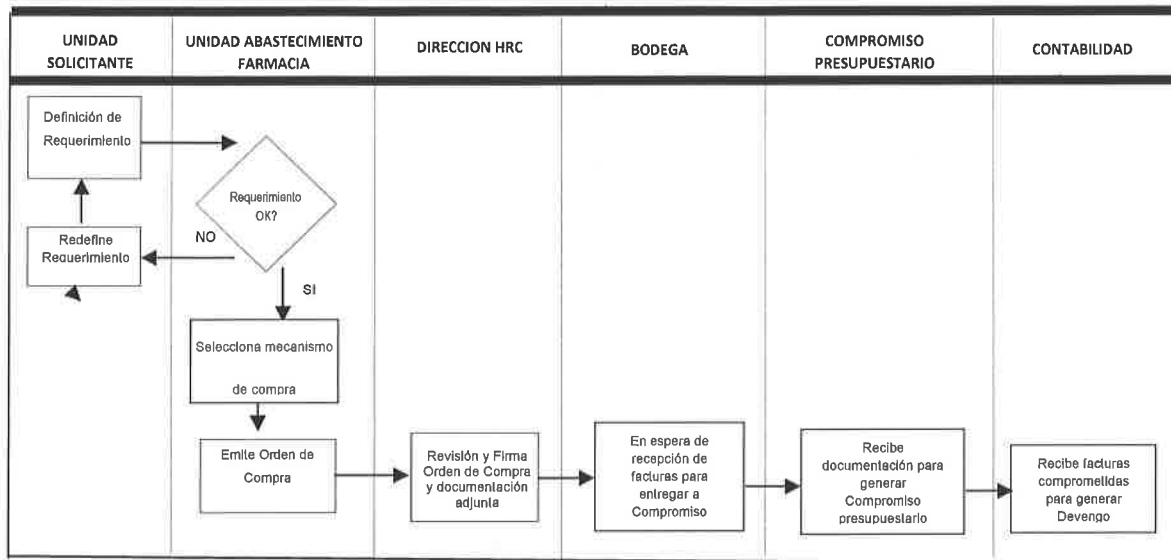 UNIDAD
SOLICITANTE
UNIDAD ABASTECIMIENTO
FARMACIA
DIRECCION HRC
BODEGA
COMPROMISO
PRESUPUESTARIO
CONTABILIDAD
Definición de
Requerimiento
Requerimiento
OK?
NO
Redefine
Requerimiento
SI
Selecciona mecanismo
de compra
Emite Orden de
Compra
Revisión y Firma
Orden de Compra
y documentación
adjunta
En espera de
recepción de
facturas para
entregar a
Compromiso
Recibe
documentación para
generar
Compromiso
presupuestario
Recibe facturas
comprometidas
para generar
Devengo